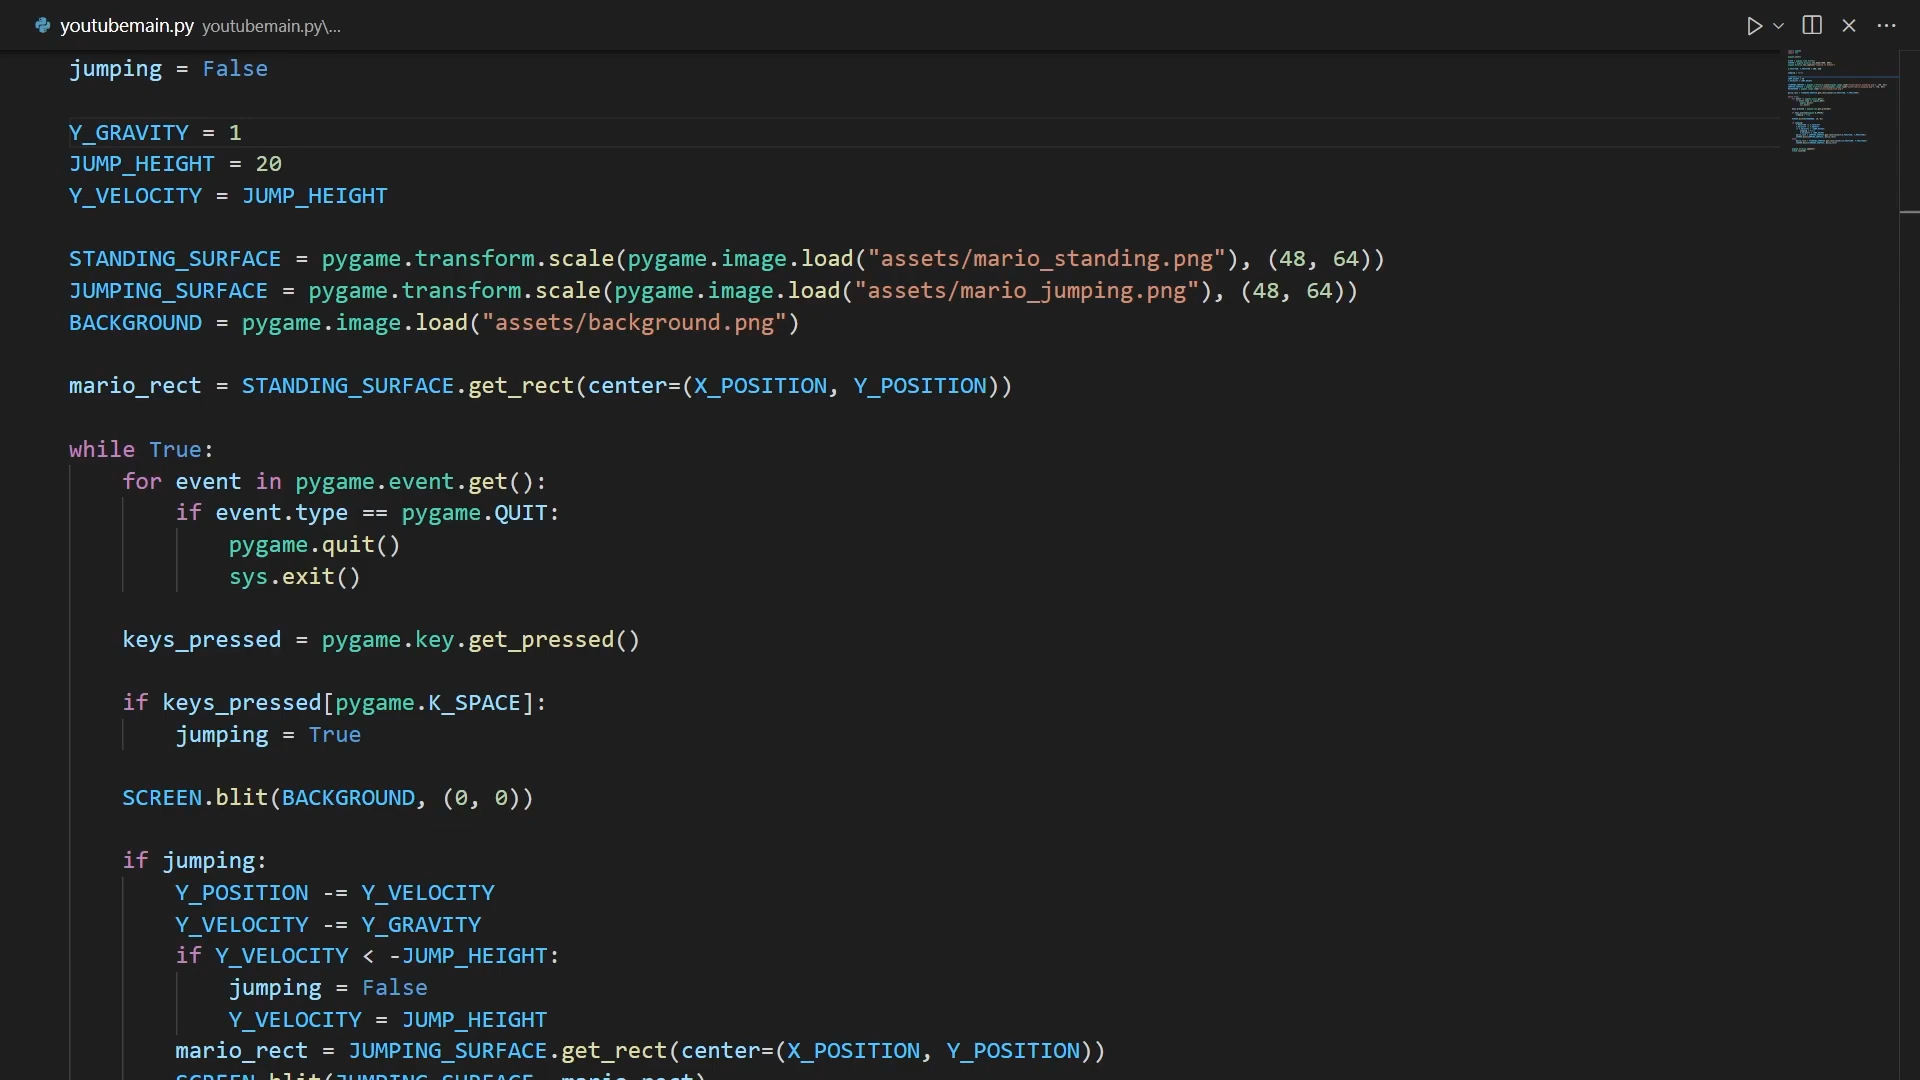 youtubemain.py youtubemain.py\...
jumping = False
Y_GRAVITY = 1
JUMP_HEIGHT = 20
Y_VELOCITY = JUMP_HEIGHT
STANDING_SURFACE = pygame.transform.scale(pygame.image.load("assets/mario_standing.png"), (48, 64))
JUMPING_SURFACE = pygame.transform.scale(pygame.image.load("assets/mario_jumping.png"), (48, 64))
BACKGROUND = pygame.image.load("assets/background.png")
mario_rect = STANDING_SURFACE.get_rect(center=(X_POSITION, Y_POSITION))
while True:
for event in pygame.event.get():
if event.type == pygame.QUIT:
pygame.quit()
sys.exit()
keys_pressed = pygame.key.get_pressed()
if keys_pressed[pygame.K_SPACE]:
jumping = True
SCREEN.blit(BACKGROUND, (0, 0))
if jumping:
Y_POSITION -= Y_VELOCITY
Y_VELOCITY -= Y_GRAVITY
if Y_VELOCITY < -JUMP_HEIGHT:
jumping = False
Y_VELOCITY = JUMP_HEIGHT
mario_rect = JUMPING_SURFACE.get_rect(center=(X_POSITION, Y_POSITION))
SCREEN.blit(JUMPING_SURFACE, mario_rect)